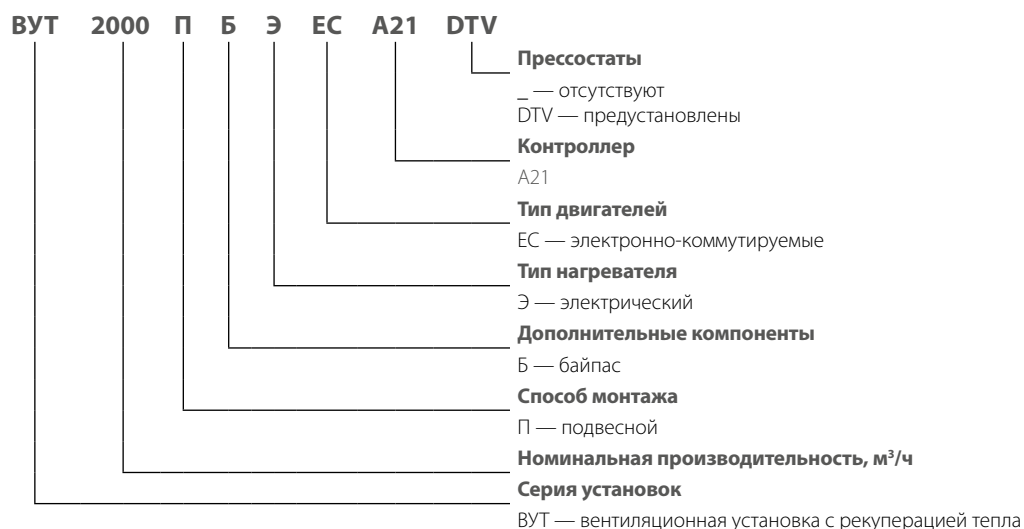 ВУТ 2000 П Б Э ЕС А21 DTV
Прессостаты
_ — отсутствуют
DTV — предустановлены
Контроллер
А21
Тип двигателей
ЕС — электронно-коммутируемые
Тип нагревателя
Э — электрический
Дополнительные компоненты
Б — байпас
Способ монтажа
П — подвесной
Номинальная производительность, м³/ч
Серия установок
ВУТ — вентиляционная установка с рекуперацией тепла